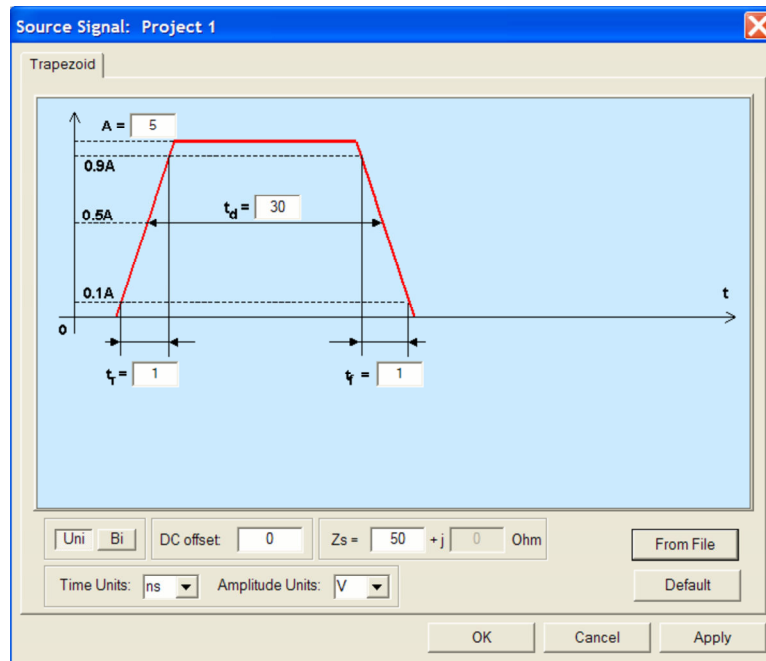 Source Signal: Project 1
Trapezoid
A = 5
0.9A
t_d = 30
0.5A
0.1A
t
0
t_r = 1
t_f = 1
Uni Bi
DC offset: 0
Zs = 50 + j 0 Ohm
From File
Time Units: ns
Amplitude Units: V
Default
OK
Cancel
Apply